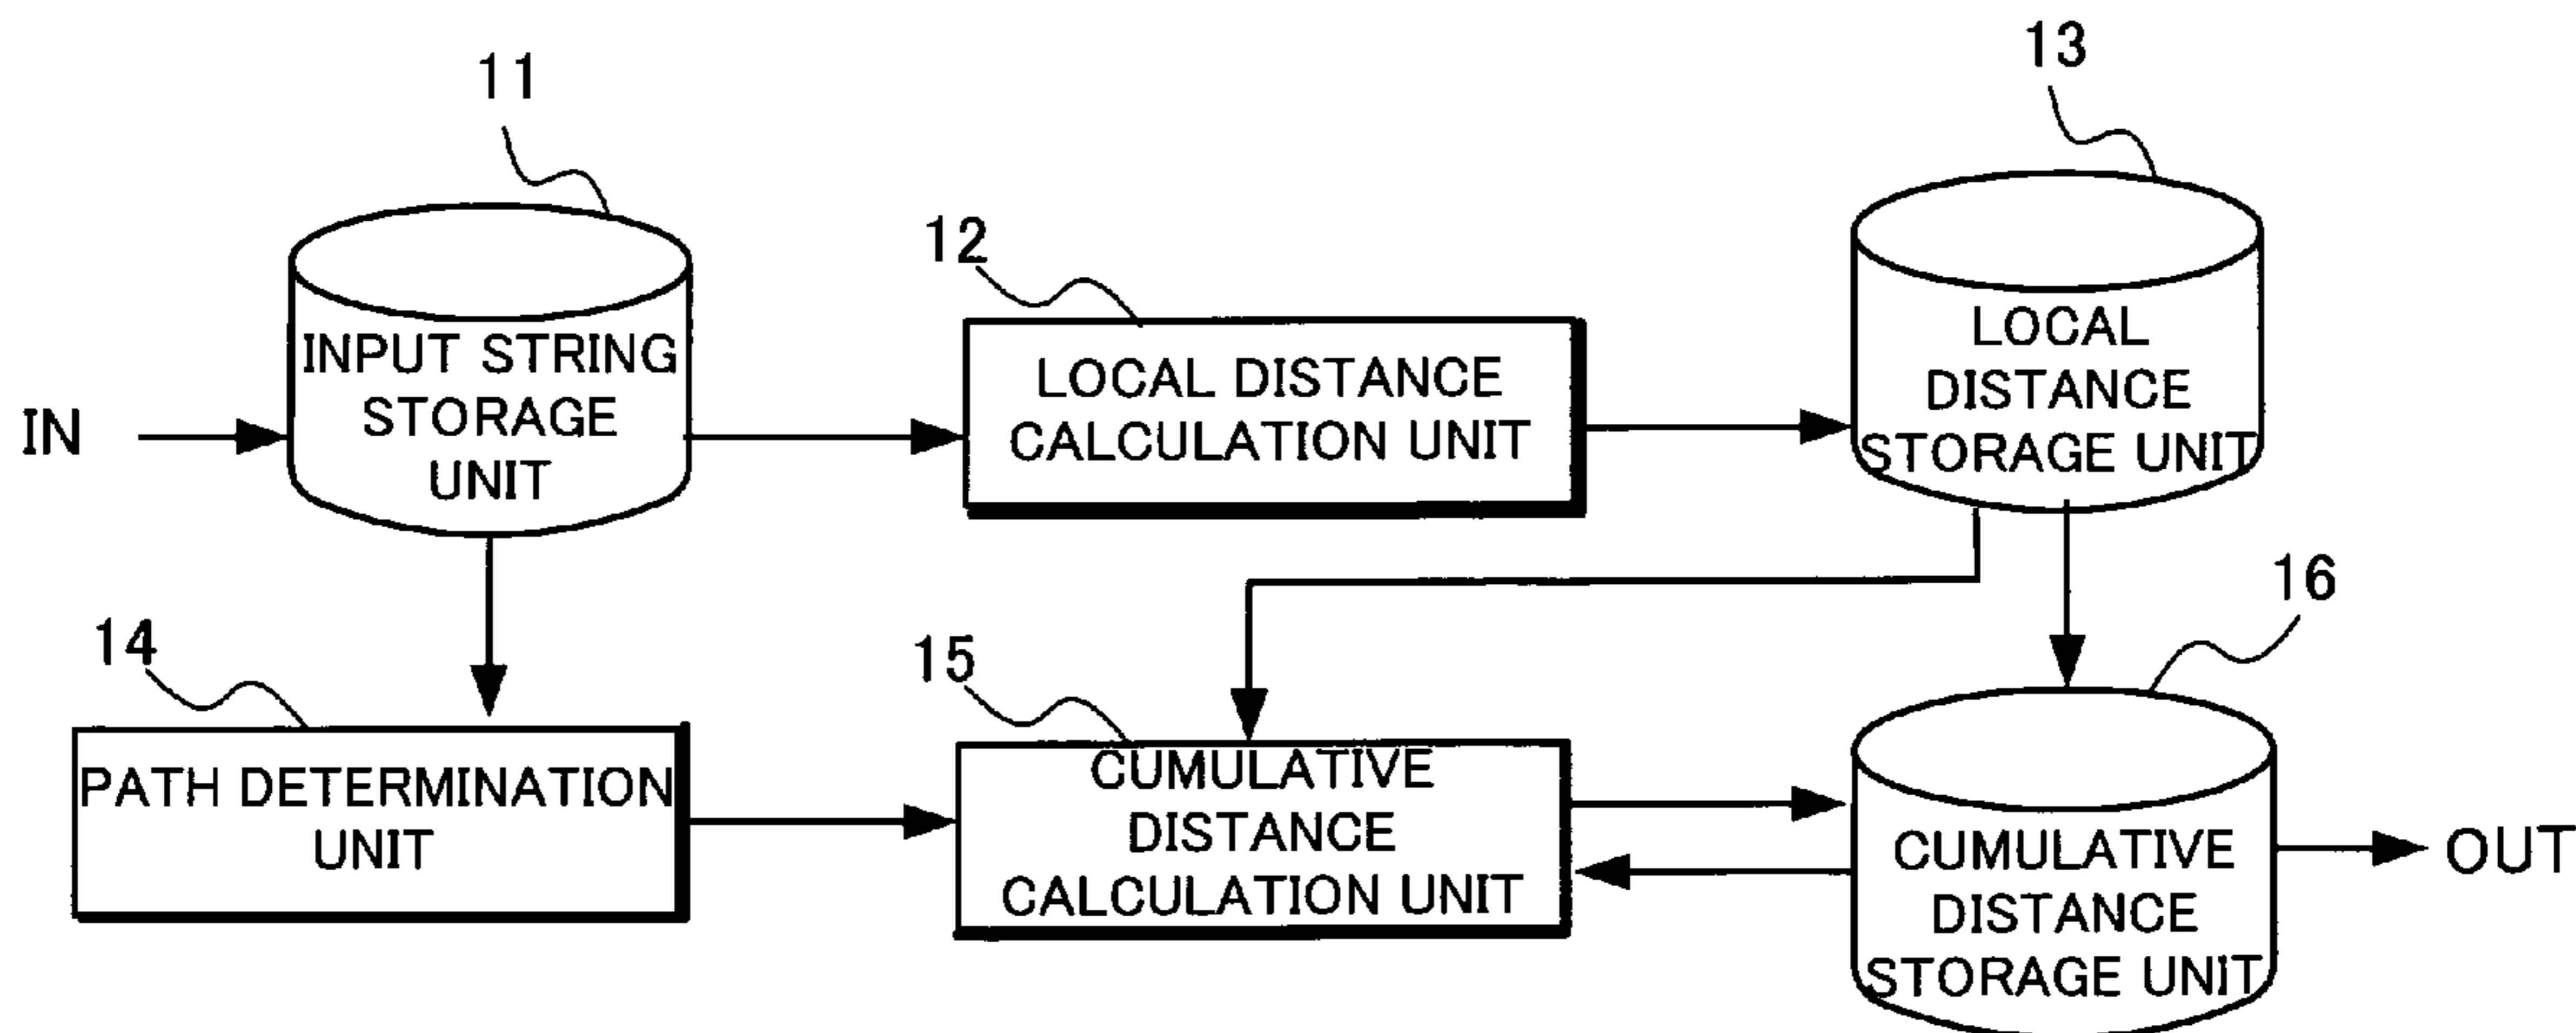 11
INPUT STRING
STORAGE
UNIT
IN
12
LOCAL DISTANCE
CALCULATION UNIT
13
LOCAL
DISTANCE
STORAGE UNIT
14
PATH DETERMINATION
UNIT
15
CUMULATIVE
DISTANCE
CALCULATION UNIT
16
CUMULATIVE
DISTANCE
STORAGE UNIT
OUT